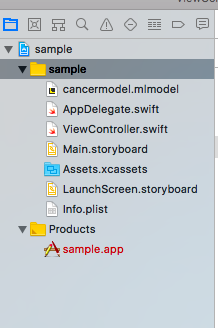 sample
sample
cancermodel.mlmodel
AppDelegate.swift
ViewController.swift
Main.storyboard
Assets.xcassets
LaunchScreen.storyboard
Info.plist
Products
sample.app